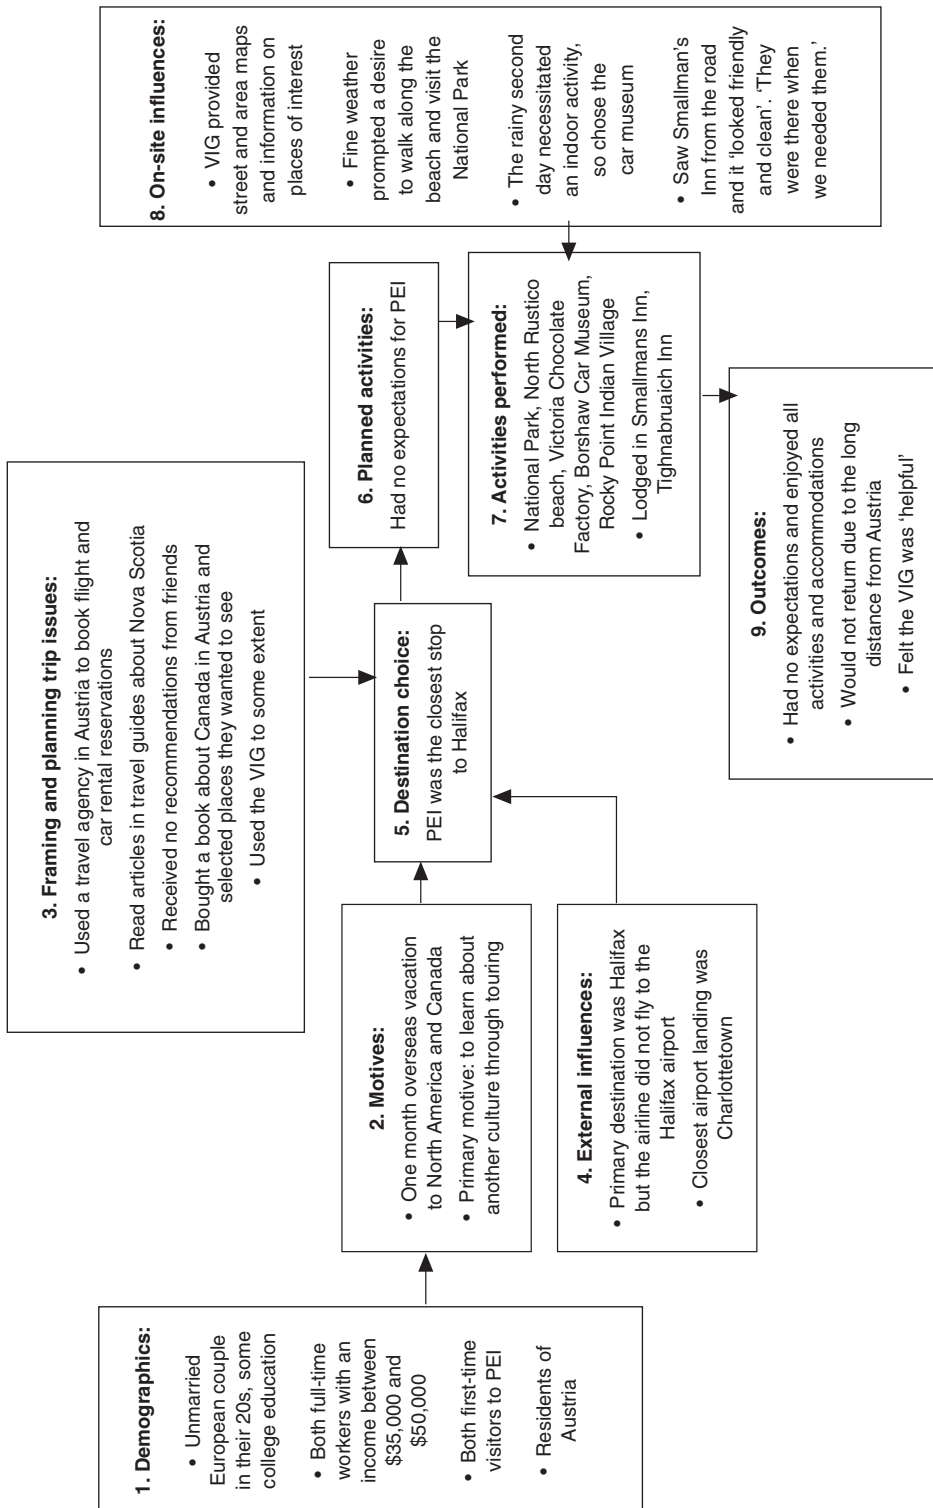 1. Demographics:
• Unmarried
European couple
in their 20s, some
college education
• Both full-time
workers with an
income between
$35,000 and
$50,000
• Both first-time
visitors to PEI
• Residents of
Austria
2. Motives:
• One month overseas vacation
to North America and Canada
• Primary motive: to learn about
another culture through touring
3. Framing and planning trip issues:
• Used a travel agency in Austria to book flight and
car rental reservations
• Read articles in travel guides about Nova Scotia
• Received no recommendations from friends
• Bought a book about Canada in Austria and
selected places they wanted to see
• Used the VIG to some extent
4. External influences:
• Primary destination was Halifax
but the airline did not fly to the
Halifax airport
• Closest airport landing was
Charlottetown
5. Destination choice:
PEI was the closest stop
to Halifax
6. Planned activities:
Had no expectations for PEI
7. Activities performed:
• National Park, North Rustico
beach, Victoria Chocolate
Factory, Borshaw Car Museum,
Rocky Point Indian Village
• Lodged in Smallmans Inn,
Tighnabruaich Inn
8. On-site influences:
• VIG provided
street and area maps
and information on
places of interest
• Fine weather
prompted a desire
to walk along the
beach and visit the
National Park
• The rainy second
day necessitated
an indoor activity,
so chose the
car museum
• Saw Smallman's
Inn from the road
and it 'looked friendly
and clean'. 'They
were there when
we needed them.'
9. Outcomes:
• Had no expectations and enjoyed all
activities and accommodations
• Would not return due to the long
distance from Austria
• Felt the VIG was 'helpful'